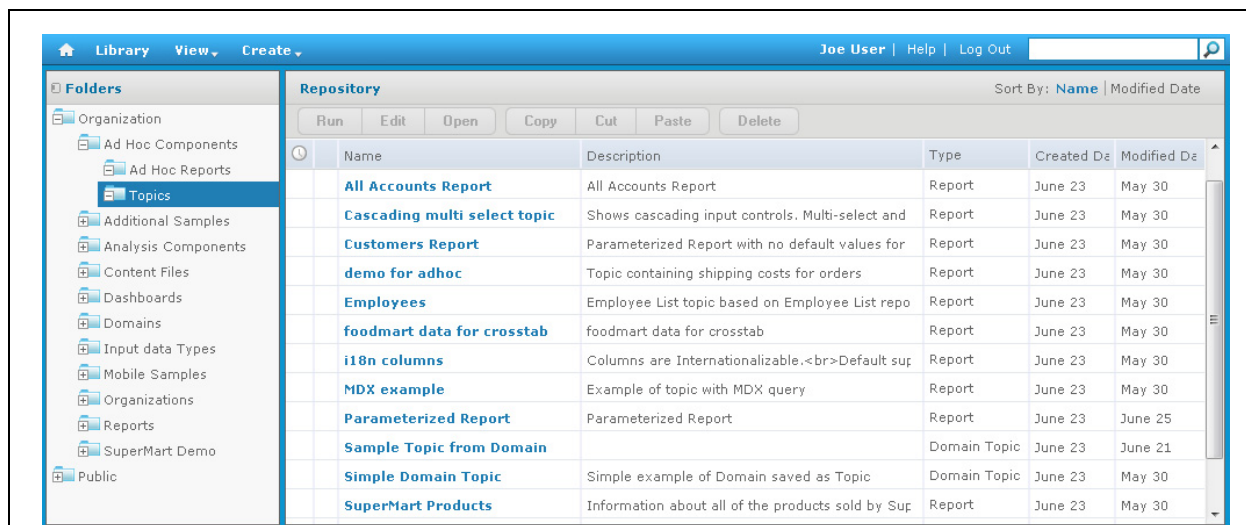 Library View Create Joe User | Help | Log Out
Folders
Organization
Ad Hoc Components
Ad Hoc Reports
Topics
Additional Samples
Analysis Components
Content Files
Dashboards
Domains
Input data Types
Mobile Samples
Organizations
Reports
SuperMart Demo
Public
Repository Sort By: Name | Modified Date
Run Edit Open Copy Cut Paste Delete
Name Description Type Created Da Modified Da
All Accounts Report All Accounts Report Report June 23 May 30
Cascading multi select topic Shows cascading input controls. Multi-select and Report June 23 May 30
Customers Report Parameterized Report with no default values for Report June 23 May 30
demo for adhoc Topic containing shipping costs for orders Report June 23 May 30
Employees Employee List topic based on Employee List repo Report June 23 May 30
foodmart data for crosstab foodmart data for crosstab Report June 23 May 30
i18n columns Columns are Internationalizable.<br>Default sup Report June 23 May 30
MDX example Example of topic with MDX query Report June 23 May 30
Parameterized Report Parameterized Report Report June 23 June 25
Sample Topic from Domain Domain Topic June 23 June 21
Simple Domain Topic Simple example of Domain saved as Topic Domain Topic June 23 May 30
SuperMart Products Information about all of the products sold by Sup Report June 23 May 30